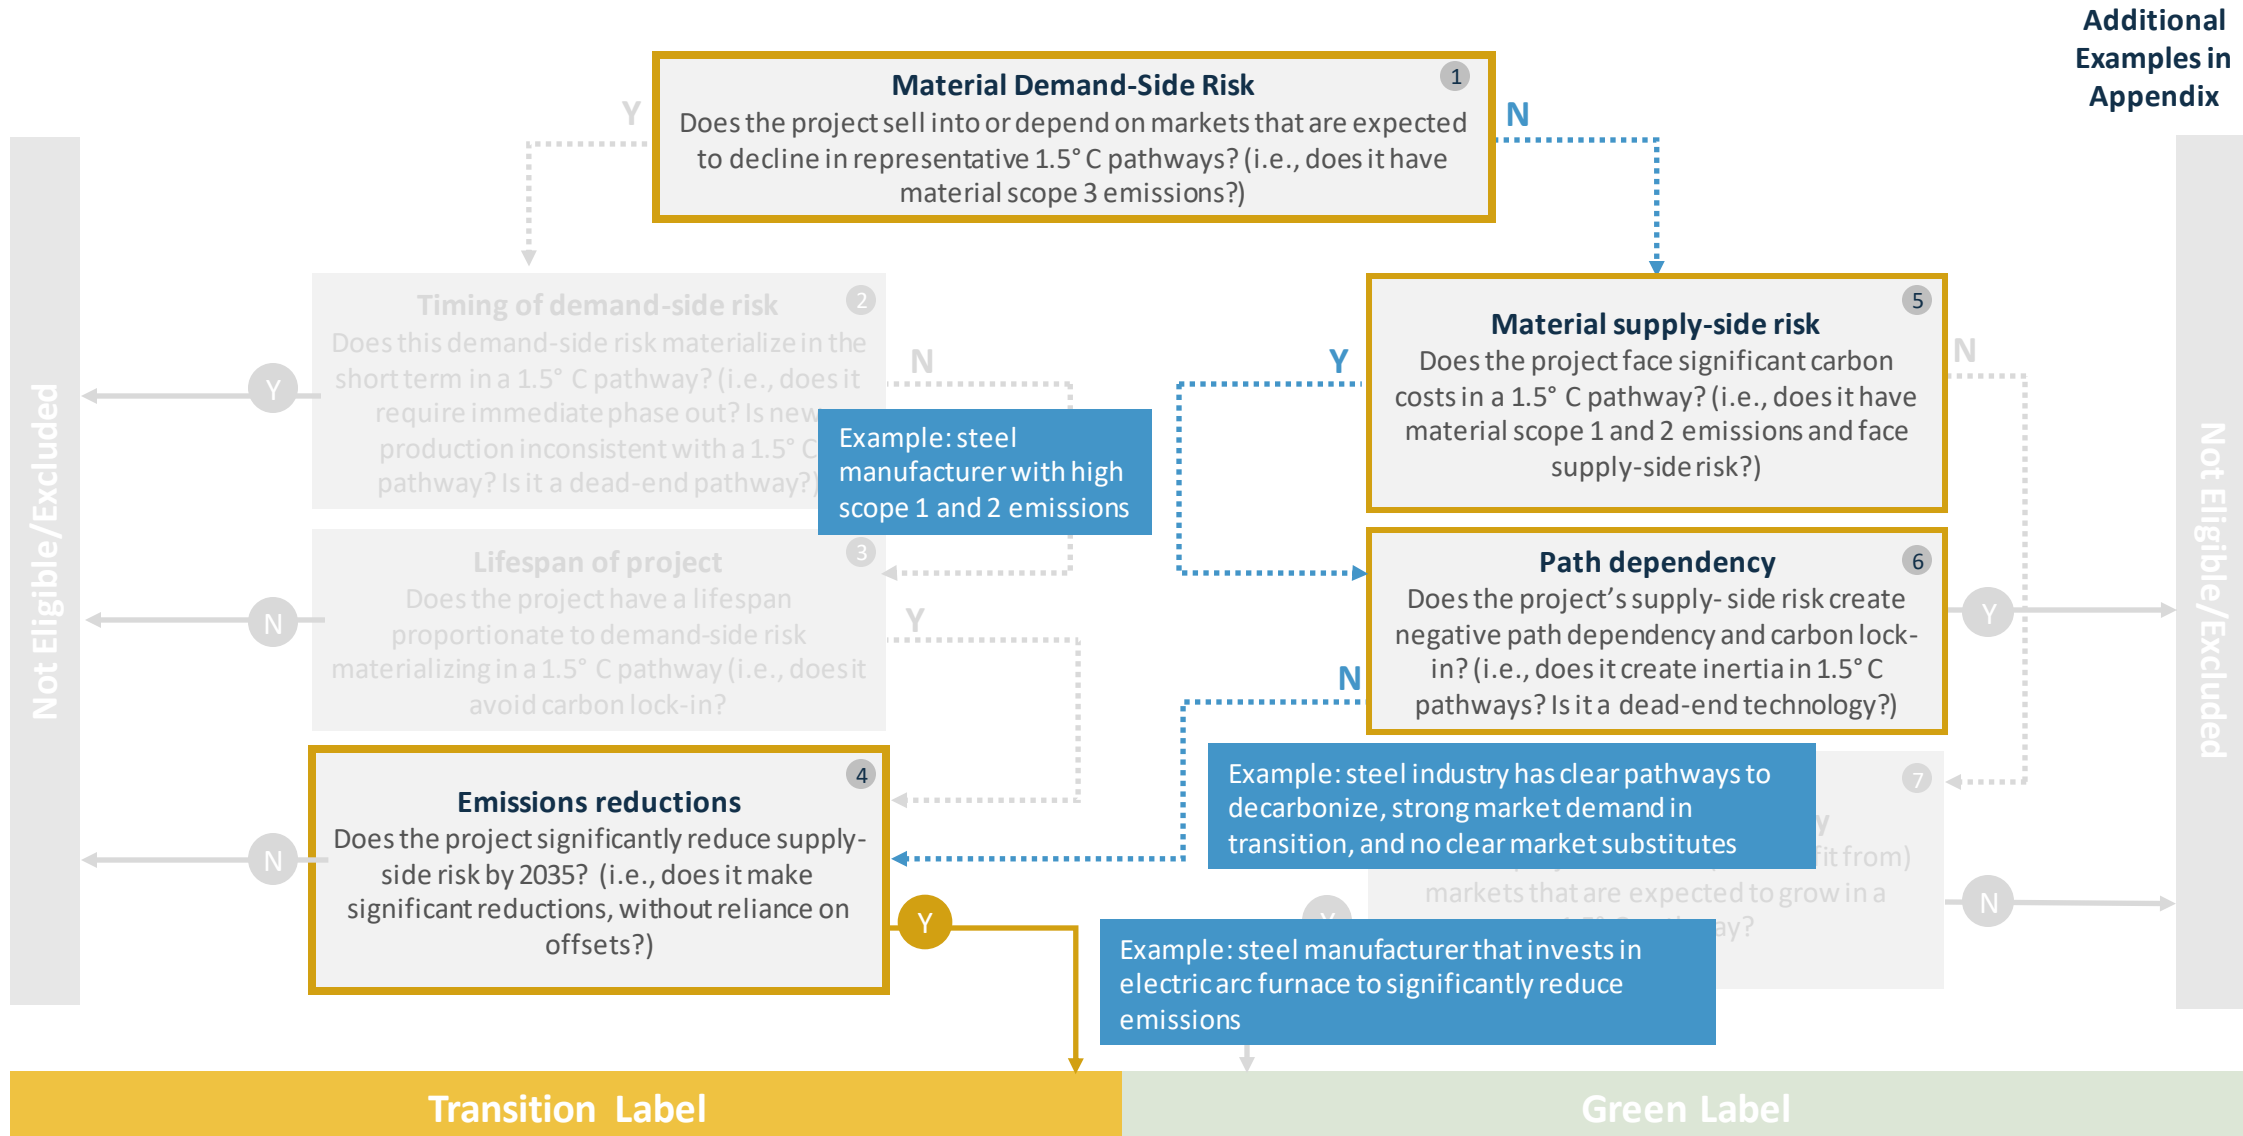 Additional
Examples in
Appendix
Material Demand-Side Risk
1
Does the project sell into or depend on markets that are expected
to decline in representative 1.5° C pathways? (i.e., does it have
material scope 3 emissions?)
Y
N
Timing of demand-side risk
2
Does this demand-side risk materialize in the
short term in a 1.5° C pathway? (i.e., does it
require immediate phase out? Is new
production inconsistent with a 1.5° C
pathway? Is it a dead-end pathway?)
Y
N
Example: steel
manufacturer with high
scope 1 and 2 emissions
Material supply-side risk
5
Does the project face significant carbon
costs in a 1.5° C pathway? (i.e., does it have
material scope 1 and 2 emissions and face
supply-side risk?)
Y
N
Lifespan of project
3
Does the project have a lifespan
proportionate to demand-side risk
materializing in a 1.5° C pathway (i.e., does it
avoid carbon lock-in?
N
Y
Path dependency
6
Does the project's supply- side risk create
negative path dependency and carbon lock-
in? (i.e., does it create inertia in 1.5° C
pathways? Is it a dead-end technology?)
N
Y
Emissions reductions
4
Does the project significantly reduce supply-
side risk by 2035? (i.e., does it make
significant reductions, without reliance on
offsets?)
N
Y
Example: steel industry has clear pathways to
decarbonize, strong market demand in
transition, and no clear market substitutes
7
fit from)
markets that are expected to grow in a
N
Example: steel manufacturer that invests in
electric arc furnace to significantly reduce
emissions
Not Eligible/Excluded
Not Eligible/Excluded
Transition Label
Green Label